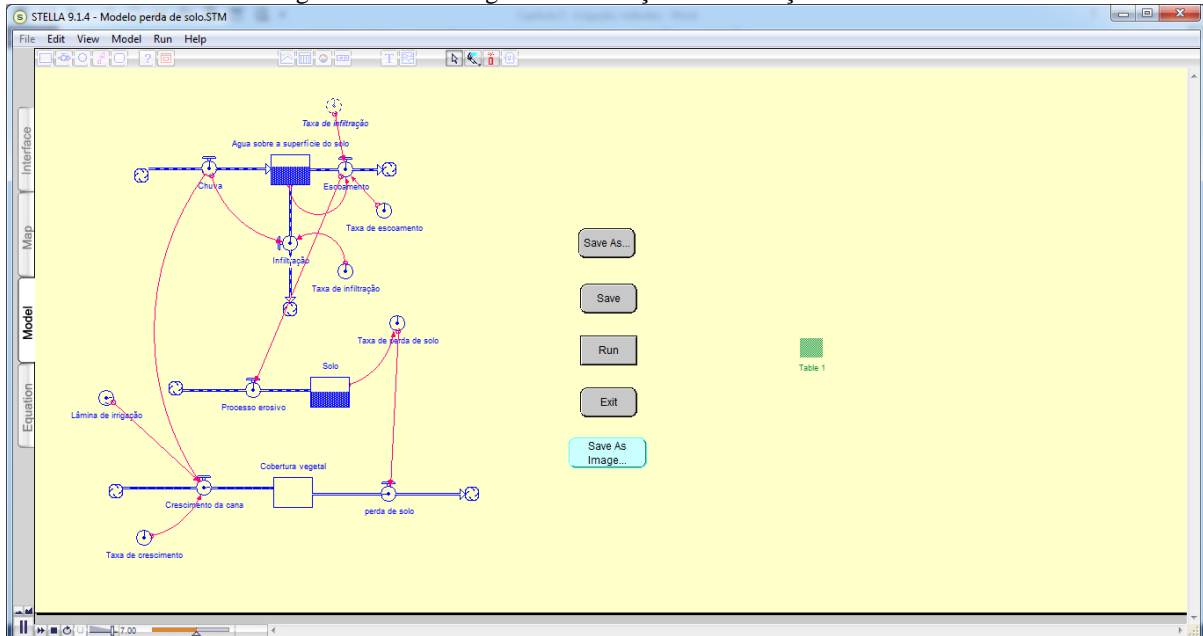 STELLA 9.1.4 - Modelo perda de solo.STM
File Edit View Model Run Help
Interface
Map
Model
Equation
Taxa de infiltração
Agua sobre a superfície do solo
Chuva
Escoamento
Taxa de escoamento
Infiltração
Taxa de infiltração
Taxa de perda de solo
Solo
Processo erosivo
Lâmina de irrigação
Cobertura vegetal
Crescimento da cana
perda de solo
Taxa de crescimento
Save As...
Save
Run
Exit
Save As
Image...
Table 1
7.00